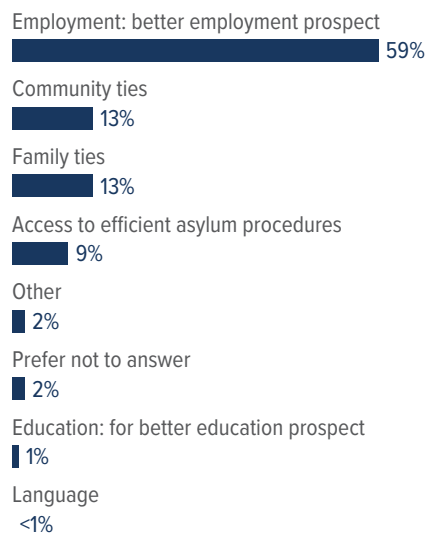 Employment: better employment prospect
59%
Community ties
13%
Family ties
13%
Access to efficient asylum procedures
9%
Other
2%
Prefer not to answer
2%
Education: for better education prospect
1%
Language
<1%